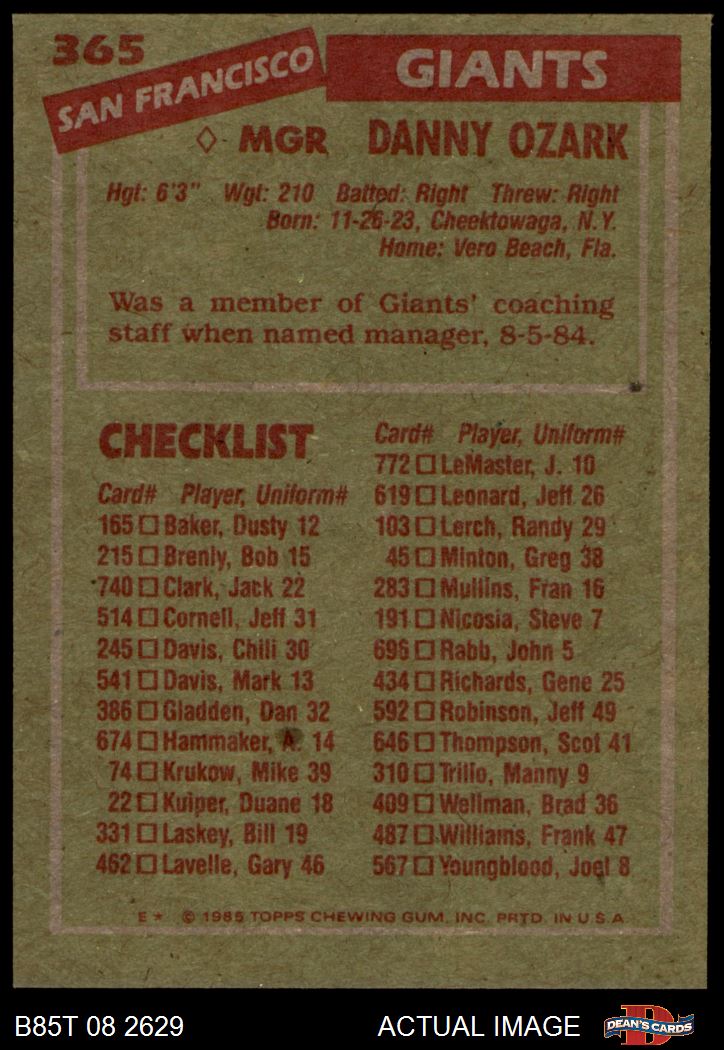 365
SAN FRANCISCO
GIANTS
MGR DANNY OZARK
Hgt: 6'3" Wgt: 210 Batted: Right Threw: Right
Born: 11-26-23, Cheektowaga, N.Y.
Home: Vero Beach, Fla.
Was a member of Giants' coaching
staff when named manager, 8-5-84.
CHECKLIST
Card# Player, Uniform#
165 Baker, Dusty 12
215 Brenly, Bob 15
740 Clark, Jack 22
514 Cornell, Jeff 31
245 Davis, Chili 30
541 Davis, Mark 13
386 Gladden, Dan 32
674 Hammaker, A. 14
74 Krukow, Mike 39
22 Kuiper, Duane 18
331 Laskey, Bill 19
462 Lavelle, Gary 46
Card# Player, Uniform#
772 LeMaster, J. 10
619 Leonard, Jeff 26
103 Lerch, Randy 29
45 Minton, Greg 38
283 Mullins, Fran 16
191 Nicosia, Steve 7
696 Rabb, John 5
434 Richards, Gene 25
592 Robinson, Jeff 49
646 Thompson, Scot 41
310 Trillo, Manny 9
409 Wellman, Brad 36
487 Williams, Frank 47
567 Youngblood, Joel 8
E * © 1985 TOPPS CHEWING GUM, INC. PRTD. IN U.S.A.
B85T 08 2629
ACTUAL IMAGE
D
DEAN'S CARDS